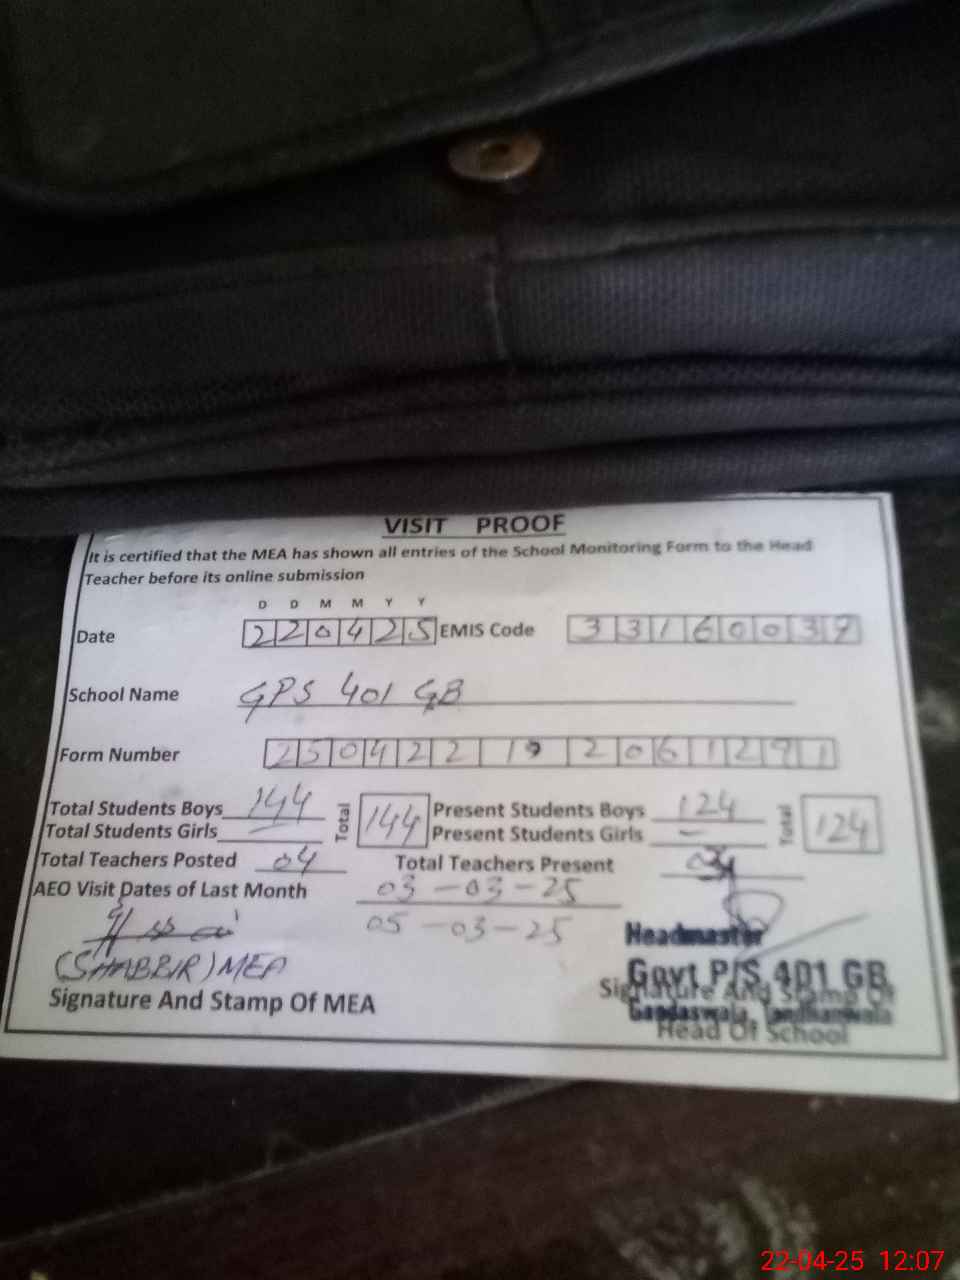 VISIT PROOF
It is certified that the MEA has shown all entries of the School Monitoring Form to the Head
Teacher before its online submission
D D M M Y Y
Date 220425 EMIS Code 33160037
School Name GPS 401 GB
Form Number 250422 19 2061291
Total Students Boys 144 Total 144 Present Students Boys 124 Total 124
Total Students Girls — Present Students Girls —
Total Teachers Posted 04 Total Teachers Present
AEO Visit Dates of Last Month 03-03-25
05-03-25
Headmaster
(SHABBIR) MEA Govt P/S 401 GB
Signature And Stamp Of MEA Signature And Stamp Of
Head Of School
22-04-25 12:07